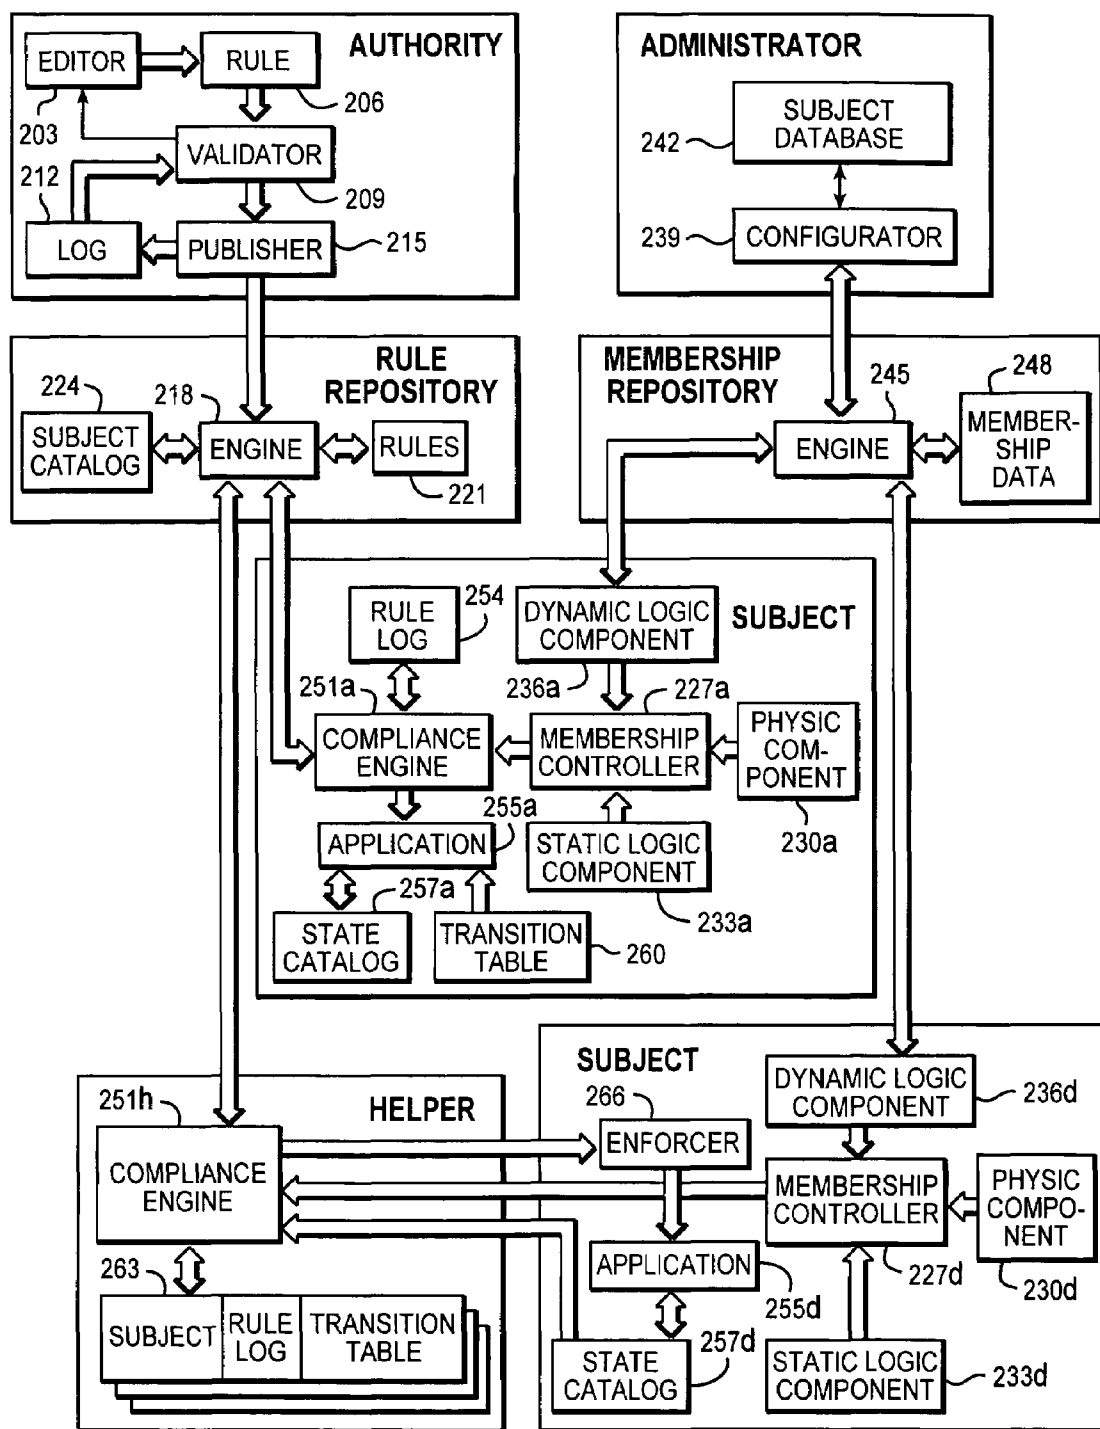 AUTHORITY
EDITOR
RULE
203
206
VALIDATOR
212
209
LOG
PUBLISHER
215
ADMINISTRATOR
SUBJECT
DATABASE
242
239
CONFIGURATOR
RULE
REPOSITORY
224
218
SUBJECT
CATALOG
ENGINE
RULES
221
MEMBERSHIP
REPOSITORY
245
248
ENGINE
MEMBER-
SHIP
DATA
SUBJECT
RULE
LOG
254
DYNAMIC LOGIC
COMPONENT
236a
251a
227a
COMPLIANCE
ENGINE
MEMBERSHIP
CONTROLLER
PHYSIC
COM-
PONENT
230a
255a
APPLICATION
STATIC LOGIC
COMPONENT
233a
257a
STATE
CATALOG
TRANSITION
TABLE
260
HELPER
251h
COMPLIANCE
ENGINE
263
SUBJECT
RULE
LOG
TRANSITION
TABLE
SUBJECT
266
ENFORCER
DYNAMIC LOGIC
COMPONENT
236d
MEMBERSHIP
CONTROLLER
227d
PHYSIC
COMPO-
NENT
230d
APPLICATION
255d
257d
STATE
CATALOG
STATIC LOGIC
COMPONENT
233d